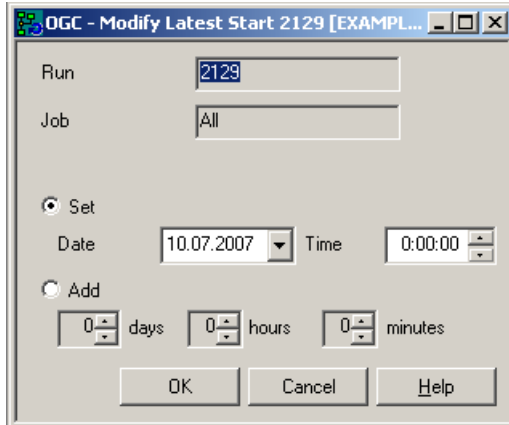 OGC - Modify Latest Start 2129 [EXAMPL...
Run 2129
Job All
Set
Date 10.07.2007 Time 0:00:00
Add
0 days 0 hours 0 minutes
OK Cancel Help